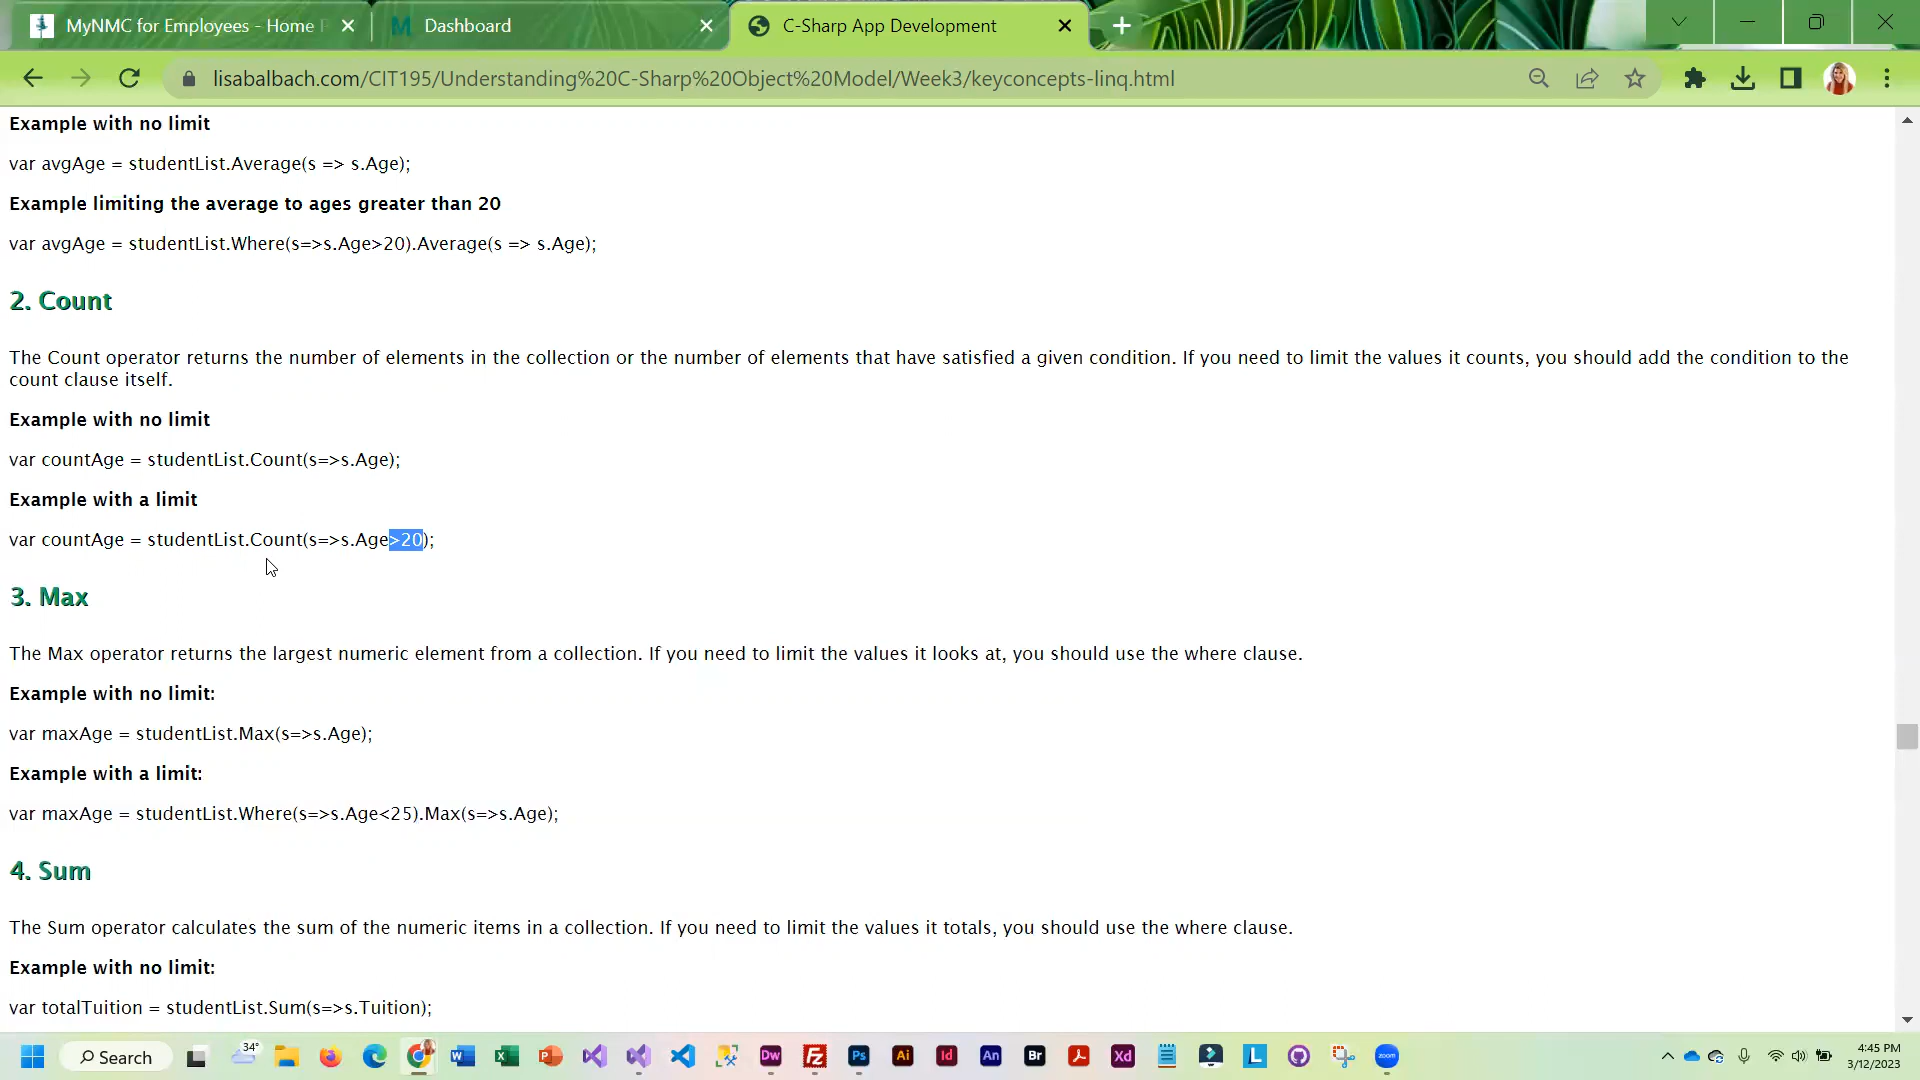 MyNMC for Employees - Home
Dashboard
C-Sharp App Development
lisabalbach.com/CIT195/Understanding%20C-Sharp%20Object%20Model/Week3/keyconcepts-linq.html
Example with no limit
var avgAge = studentList.Average(s => s.Age);
Example limiting the average to ages greater than 20
var avgAge = studentList.Where(s=>s.Age>20).Average(s => s.Age);
2. Count
The Count operator returns the number of elements in the collection or the number of elements that have satisfied a given condition. If you need to limit the values it counts, you should add the condition to the
count clause itself.
Example with no limit
var countAge = studentList.Count(s=>s.Age);
Example with a limit
var countAge = studentList.Count(s=>s.Age>20);
3. Max
The Max operator returns the largest numeric element from a collection. If you need to limit the values it looks at, you should use the where clause.
Example with no limit:
var maxAge = studentList.Max(s=>s.Age);
Example with a limit:
var maxAge = studentList.Where(s=>s.Age<25).Max(s=>s.Age);
4. Sum
The Sum operator calculates the sum of the numeric items in a collection. If you need to limit the values it totals, you should use the where clause.
Example with no limit:
var totalTuition = studentList.Sum(s=>s.Tuition);
Search
34°
Dw
Ps
Ai
Id
An
Br
Xd
L
zoom
4:45 PM
3/12/2023